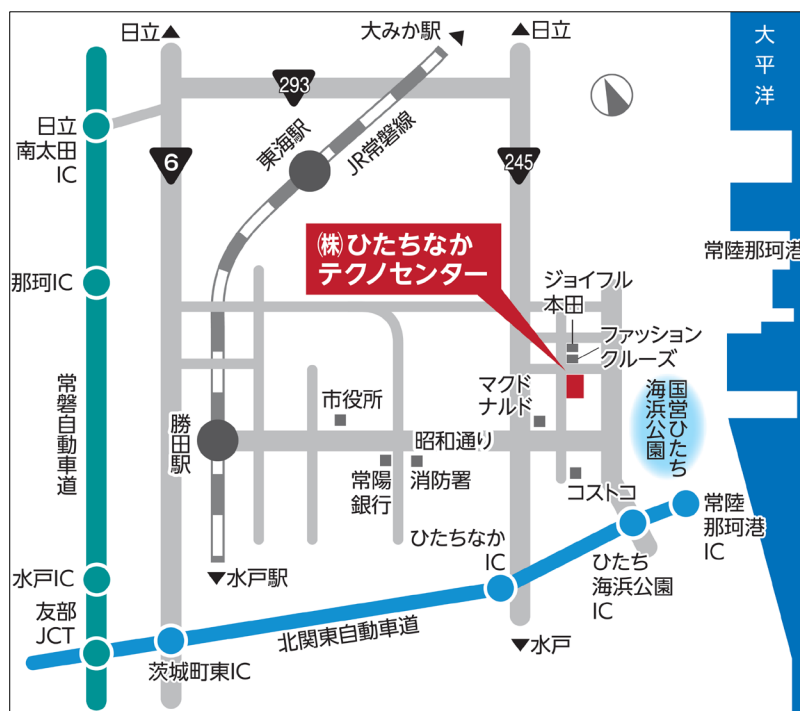 日立▲
大みか駅
▲日立
大平洋
293
日立
南太田
IC
東海駅
JR常磐線
6
245
㈱ひたちなか
テクノセンター
常陸那珂港
ジョイフル
本田
那珂IC
ファッション
クルーズ
常磐自動車道
マクド
ナルド
市役所
国営ひたち
海浜公園
勝田駅
昭和通り
常陽
銀行
消防署
コストコ
常陸
那珂港
IC
ひたちなか
IC
ひたち
海浜公園
IC
水戸IC
▼水戸駅
友部
JCT
北関東自動車道
▼水戸
茨城町東IC